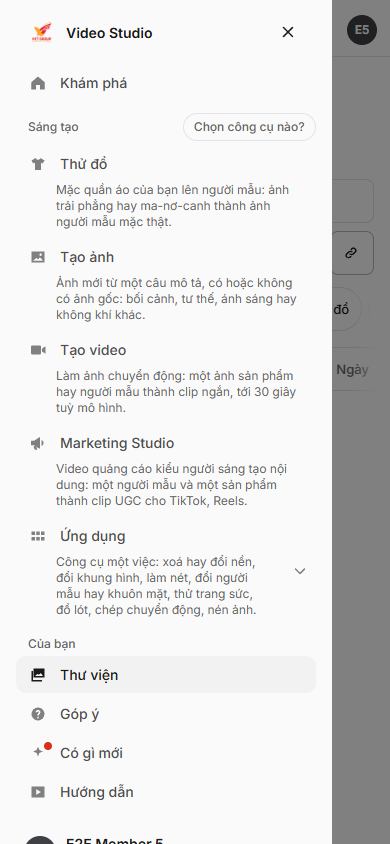 Video Studio
E5
Khám phá
Sáng tạo
Chọn công cụ nào?
Thử đồ
Mặc quần áo của bạn lên người mẫu: ảnh
trải phẳng hay ma-nơ-canh thành ảnh
người mẫu mặc thật.
Tạo ảnh
Ảnh mới từ một câu mô tả, có hoặc không
có ảnh gốc: bối cảnh, tư thế, ánh sáng hay
không khí khác.
đồ
Tạo video
Ngày
Làm ảnh chuyển động: một ảnh sản phẩm
hay người mẫu thành clip ngắn, tới 30 giây
tuỳ mô hình.
Marketing Studio
Video quảng cáo kiểu người sáng tạo nội
dung: một người mẫu và một sản phẩm
thành clip UGC cho TikTok, Reels.
Ứng dụng
Công cụ một việc: xoá hay đổi nền,
đổi khung hình, làm nét, đổi người
mẫu hay khuôn mặt, thử trang sức,
đồ lót, chép chuyển động, nén ảnh.
Của bạn
Thư viện
Góp ý
Có gì mới
Hướng dẫn
E2E Member 5